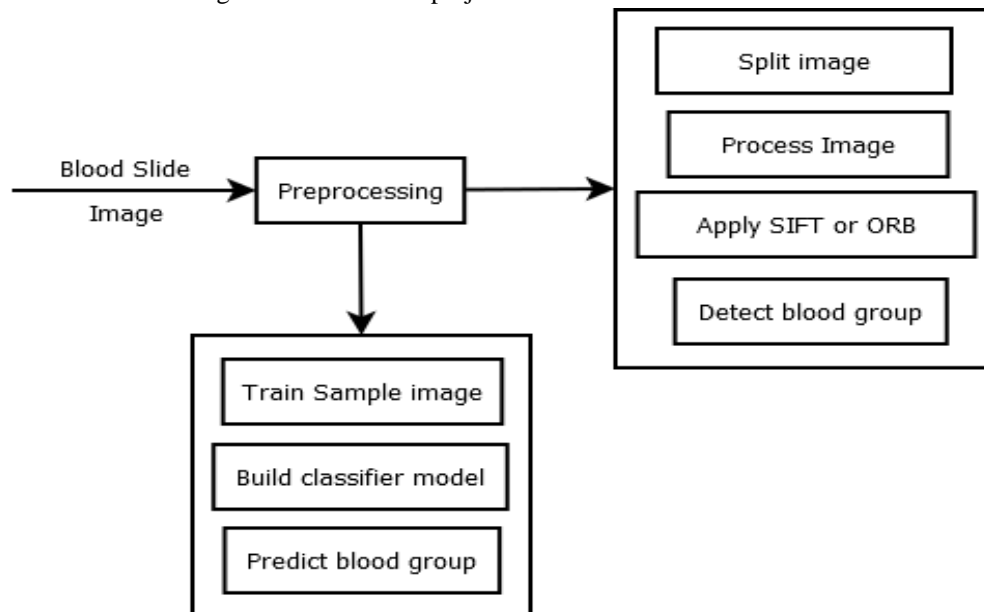 Blood Slide
Image
Preprocessing
Split image
Process Image
Apply SIFT or ORB
Detect blood group
Train Sample image
Build classifier model
Predict blood group